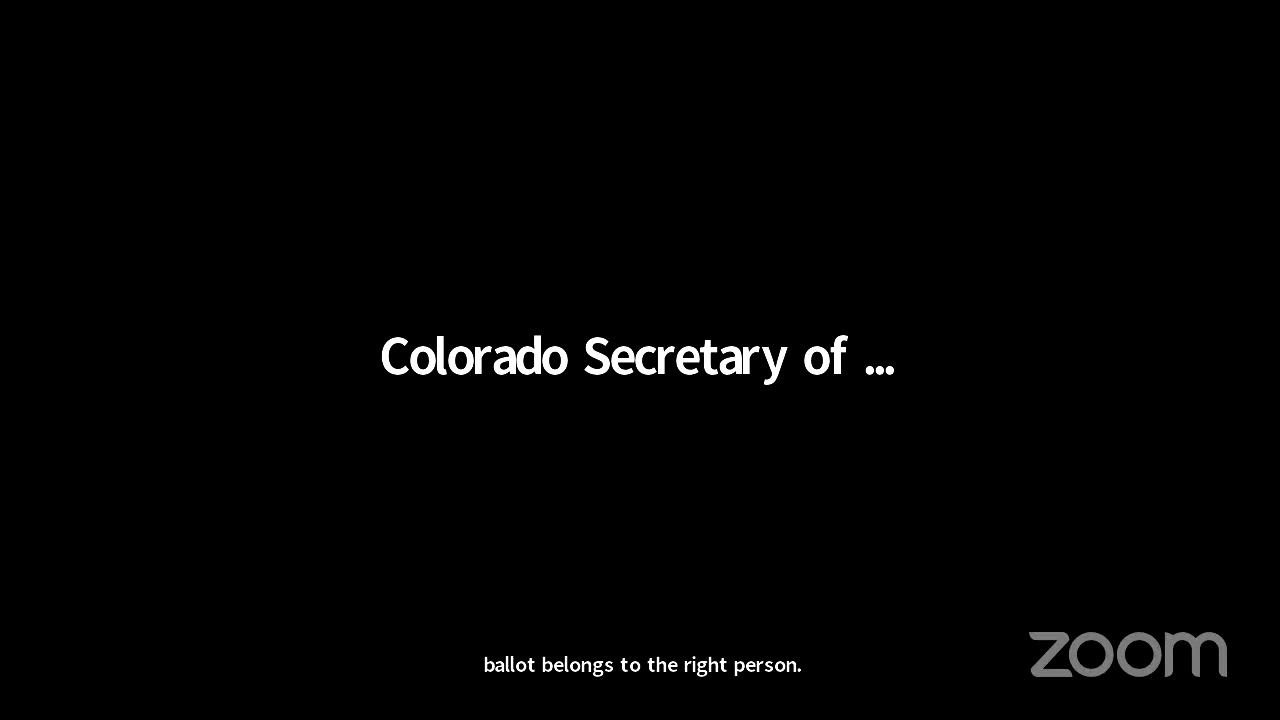 Colorado Secretary of ...
ballot belongs to the right person.
zoom